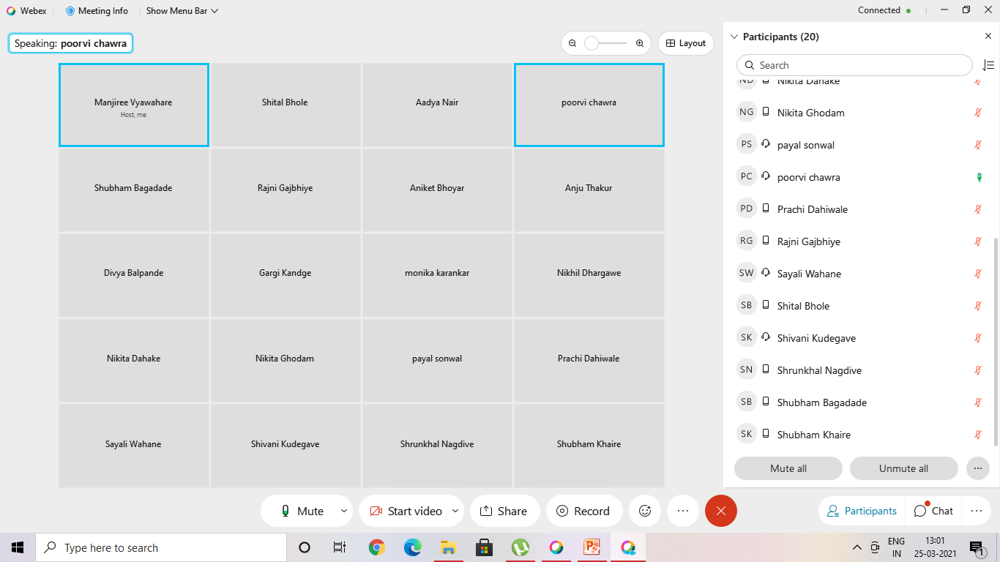 Webex
Meeting Info
Show Menu Bar
Connected
Speaking: poorvi chawra
Layout
Manjiree Vyawahare
Host, me
Shital Bhole
Aadya Nair
poorvi chawra
Shubham Bagadade
Rajni Gajbhiye
Aniket Bhoyar
Anju Thakur
Divya Balpande
Gargi Kandge
monika karankar
Nikhil Dhargawe
Nikita Dahake
Nikita Ghodam
payal sonwal
Prachi Dahiwale
Sayali Wahane
Shivani Kudegave
Shrunkhal Nagdive
Shubham Khaire
Participants (20)
Search
ND Nikita Dahake
NG Nikita Ghodam
PS payal sonwal
PC poorvi chawra
PD Prachi Dahiwale
RG Rajni Gajbhiye
SW Sayali Wahane
SB Shital Bhole
SK Shivani Kudegave
SN Shrunkhal Nagdive
SB Shubham Bagadade
SK Shubham Khaire
Mute all
Unmute all
Mute
Start video
Share
Record
Participants
Chat
Type here to search
ENG
IN
13:01
25-03-2021
1